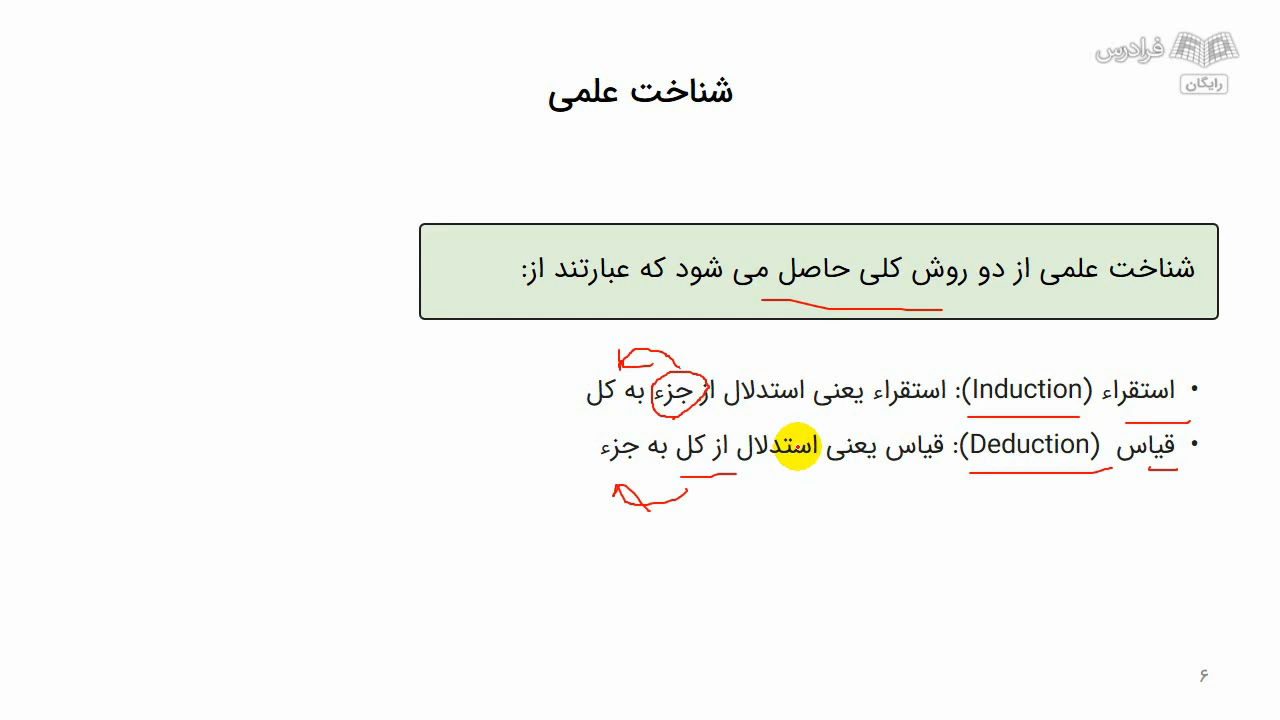 فرادرس
رایگان
شناخت علمی
شناخت علمی از دو روش کلی حاصل می شود که عبارتند از:
• استقراء (Induction): استقراء یعنی استدلال از جزء به کل
• قیاس (Deduction): قیاس یعنی استدلال از کل به جزء
۶